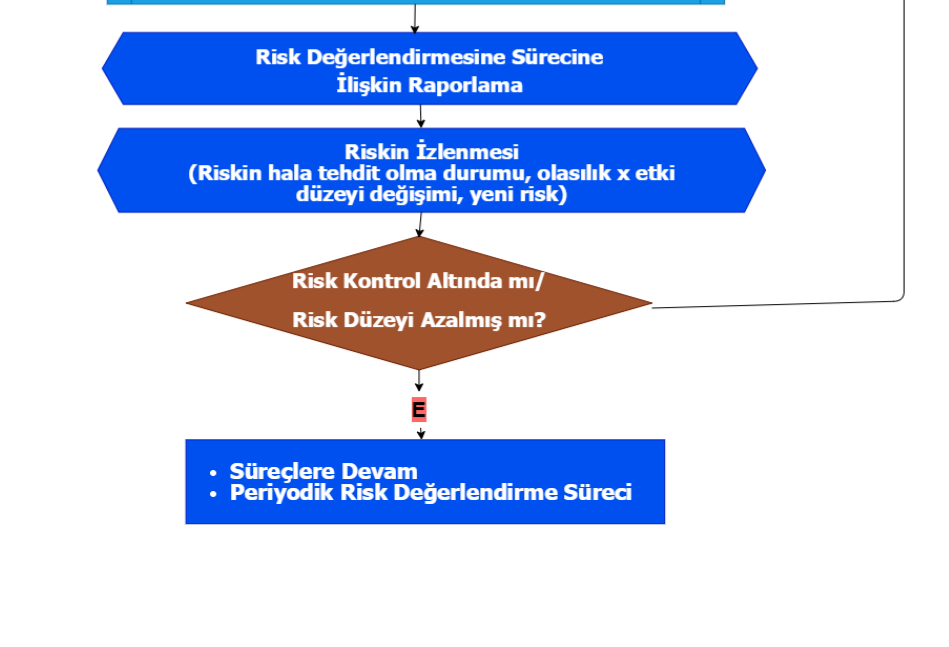 Risk Değerlendirmesine Sürecine
İlişkin Raporlama
Riskin İzlenmesi
(Riskin hala tehdit olma durumu, olasılık x etki
düzeyi değişimi, yeni risk)
Risk Kontrol Altında mı/
Risk Düzeyi Azalmış mı?
E
• Süreçlere Devam
• Periyodik Risk Değerlendirme Süreci